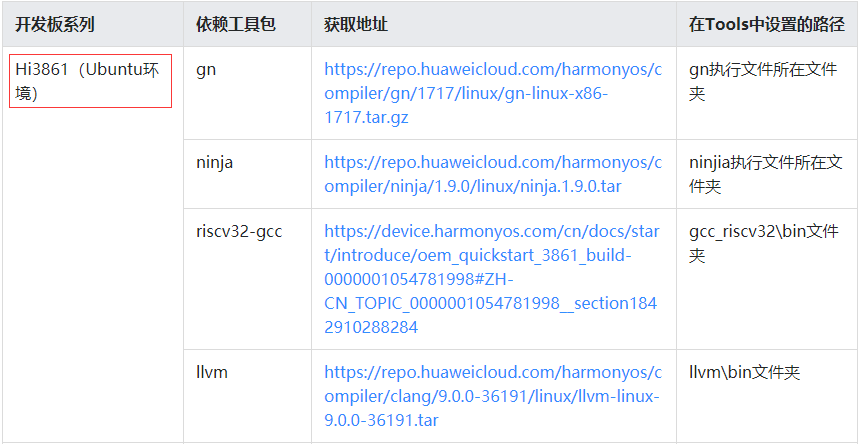 开发板系列 依赖工具包 获取地址 在Tools中设置的路径
Hi3861（Ubuntu环
境）
gn
https://repo.huaweicloud.com/harmonyos/c
ompiler/gn/1717/linux/gn-linux-x86-
1717.tar.gz
gn执行文件所在文件
夹
ninja
https://repo.huaweicloud.com/harmonyos/c
ompiler/ninja/1.9.0/linux/ninja.1.9.0.tar
ninjia执行文件所在文
件夹
riscv32-gcc
https://device.harmonyos.com/cn/docs/star
t/introduce/oem_quickstart_3861_build-
0000001054781998#ZH-
CN_TOPIC_0000001054781998__section184
2910288284
gcc_riscv32\bin文件
夹
llvm
https://repo.huaweicloud.com/harmonyos/c
ompiler/clang/9.0.0-36191/linux/llvm-linux-
9.0.0-36191.tar
llvm\bin文件夹